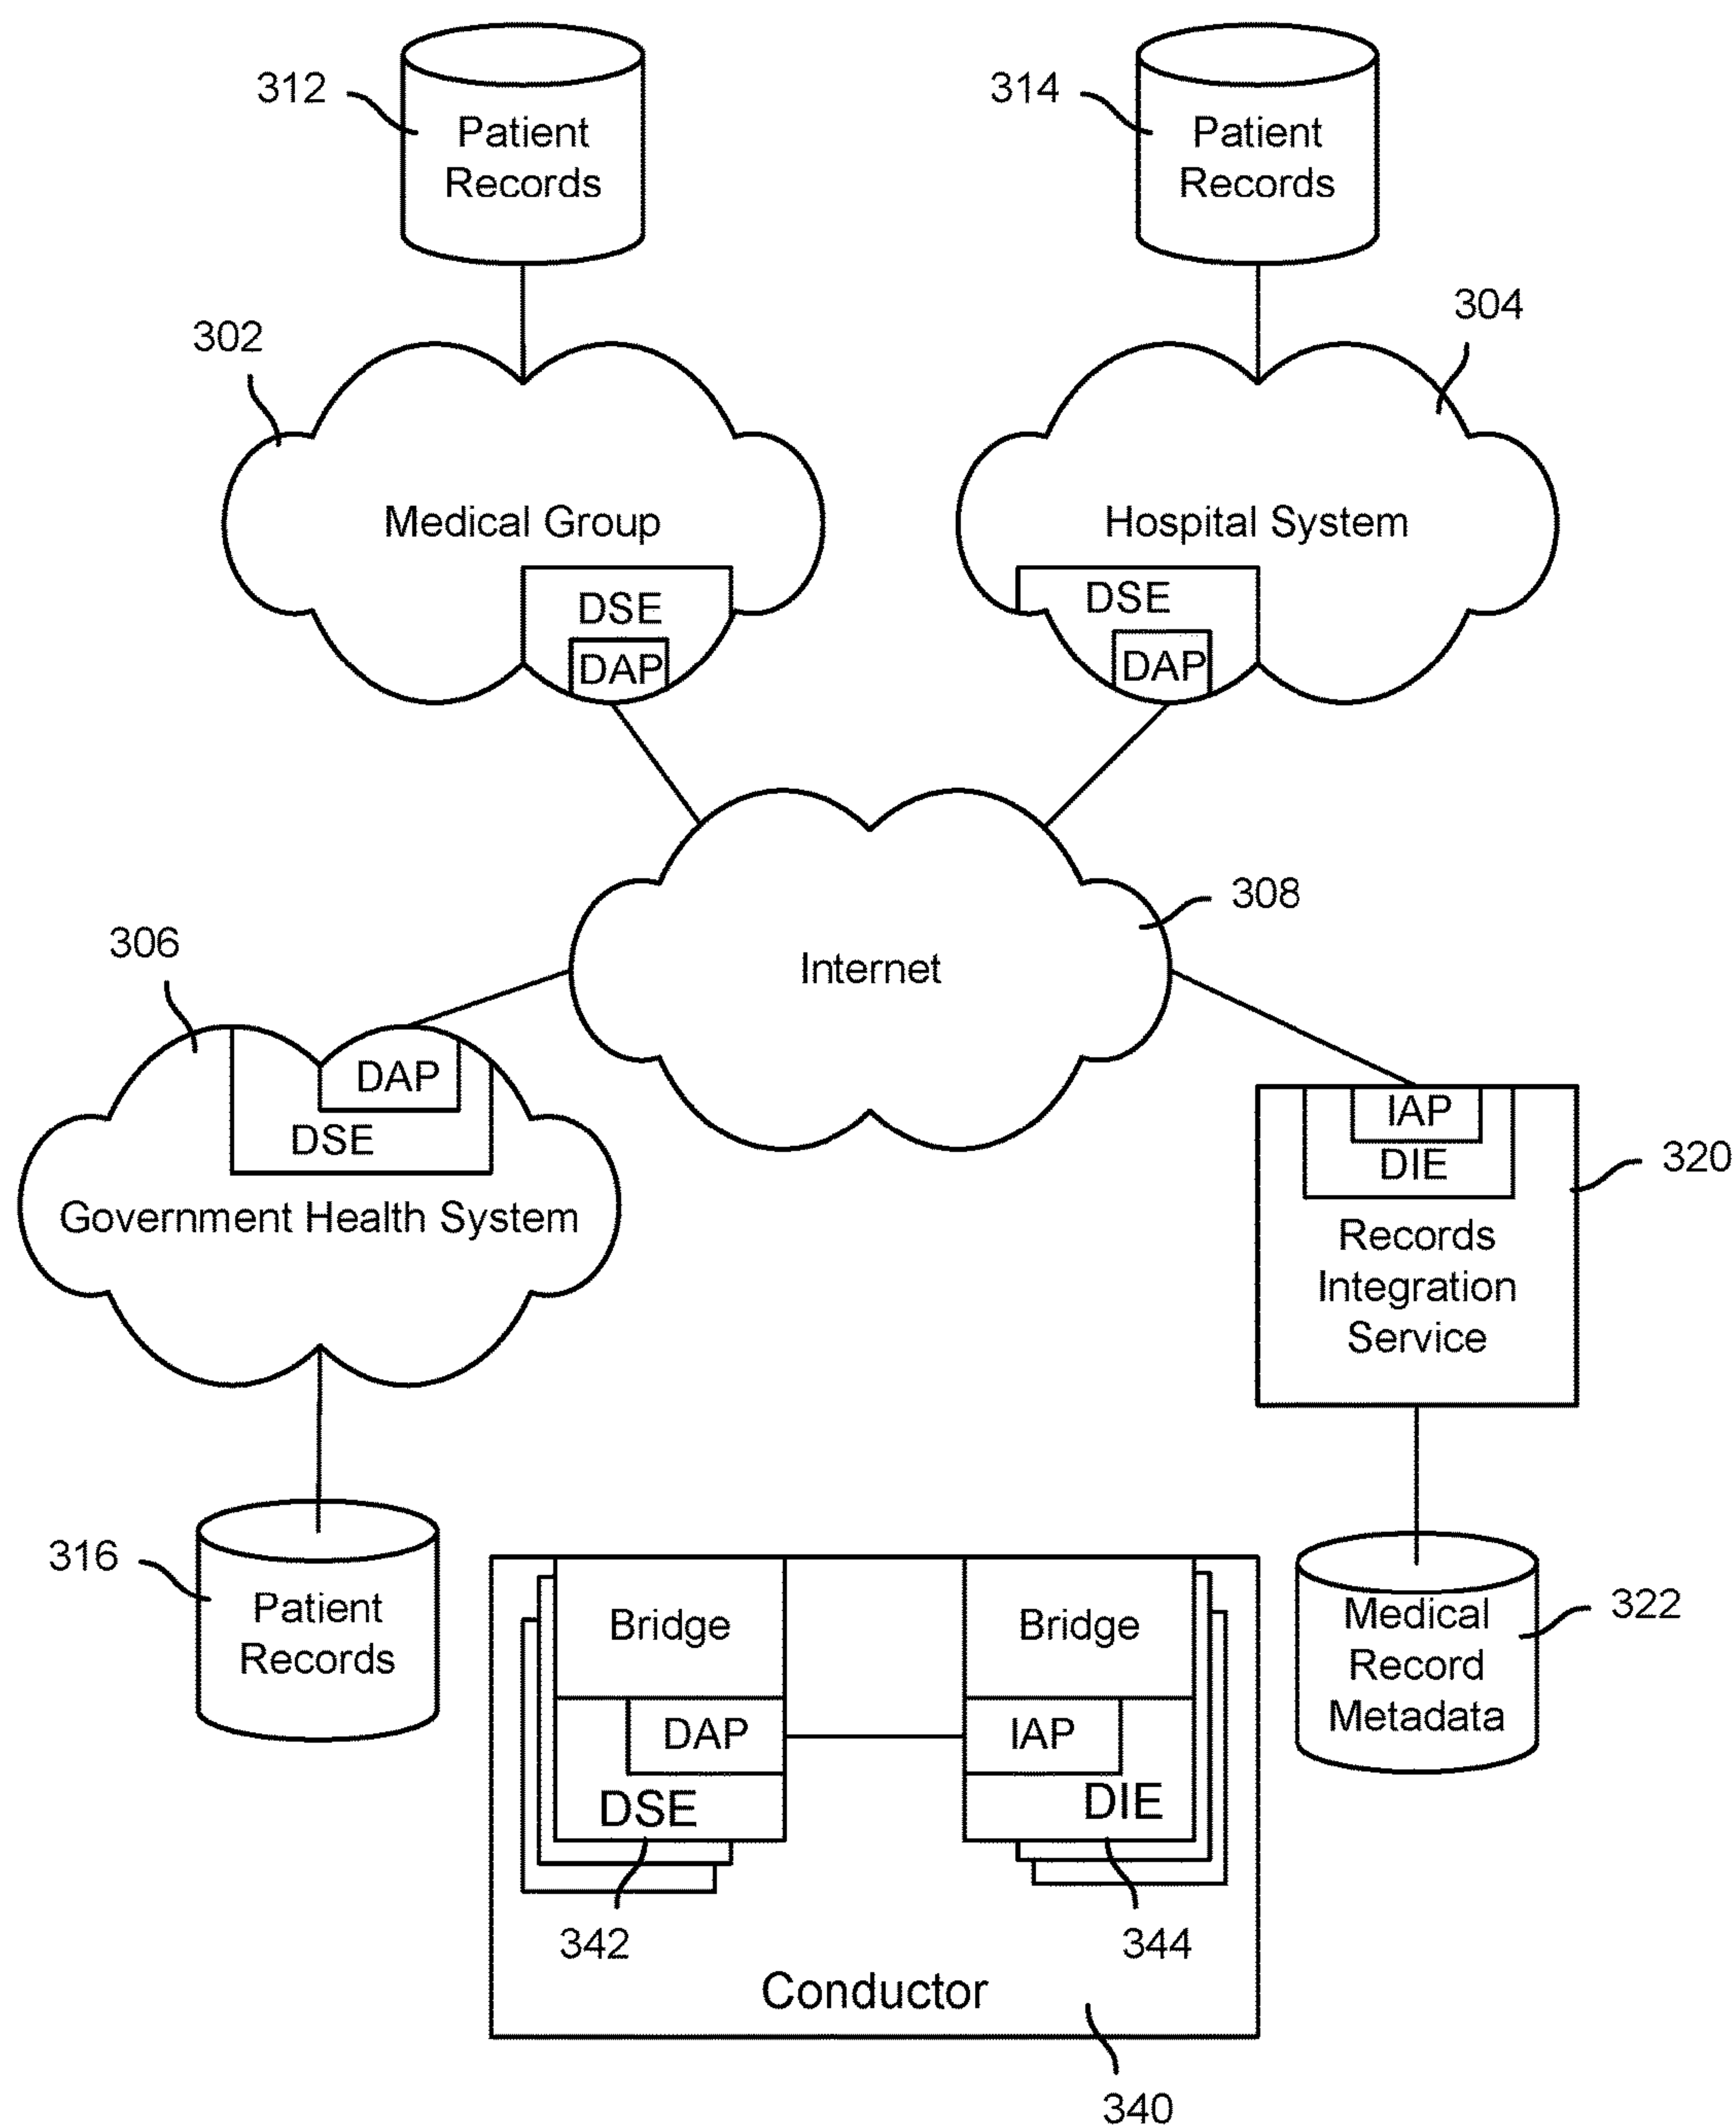 312
Patient
Records
314
Patient
Records
302
304
Medical Group
DSE
DAP
Hospital System
DSE
DAP
308
Internet
306
DAP
DSE
Government Health System
IAP
DIE
320
Records
Integration
Service
316
Patient
Records
Bridge
DAP
DSE
342
Bridge
IAP
DIE
344
Conductor
340
Medical
Record
Metadata
322